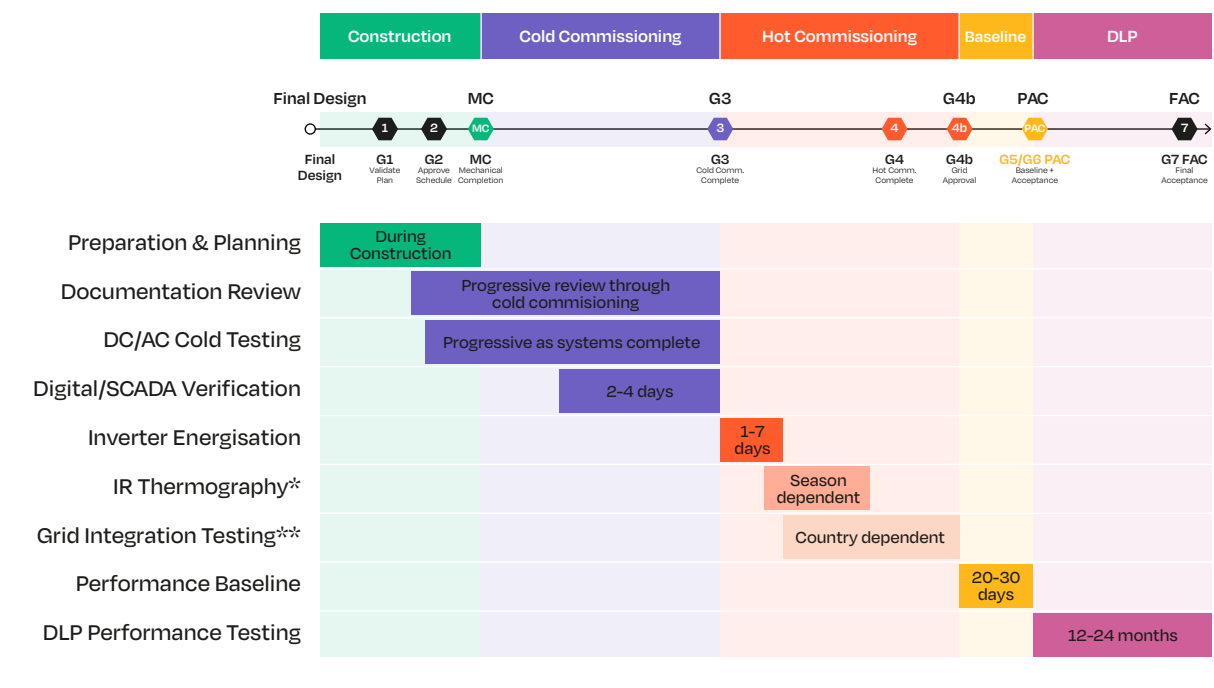 Construction
Cold Commissioning
Hot Commissioning
Baseline
DLP
Final Design
MC
G3
G4b
PAC
FAC
1
2
MC
3
4
4b
PAC
7
Final
Design
G1
Validate
Plan
G2
Approve
Schedule
MC
Mechanical
Completion
G3
Cold Comm.
Complete
G4
Hot Comm.
Complete
G4b
Grid
Approval
G5/G6 PAC
Baseline +
Acceptance
G7 FAC
Final
Acceptance
Preparation & Planning
During
Construction
Documentation Review
Progressive review through
cold commisioning
DC/AC Cold Testing
Progressive as systems complete
Digital/SCADA Verification
2-4 days
Inverter Energisation
1-7
days
IR Thermography*
Season
dependent
Grid Integration Testing**
Country dependent
Performance Baseline
20-30
days
DLP Performance Testing
12-24 months